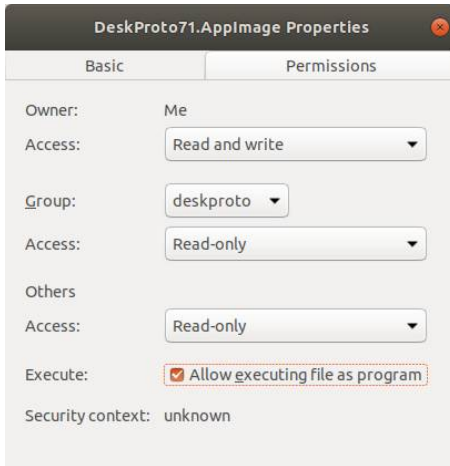 DeskProto71.AppImage Properties
Basic Permissions
Owner: Me
Access: Read and write
Group: deskproto
Access: Read-only
Others
Access: Read-only
Execute: Allow executing file as program
Security context: unknown